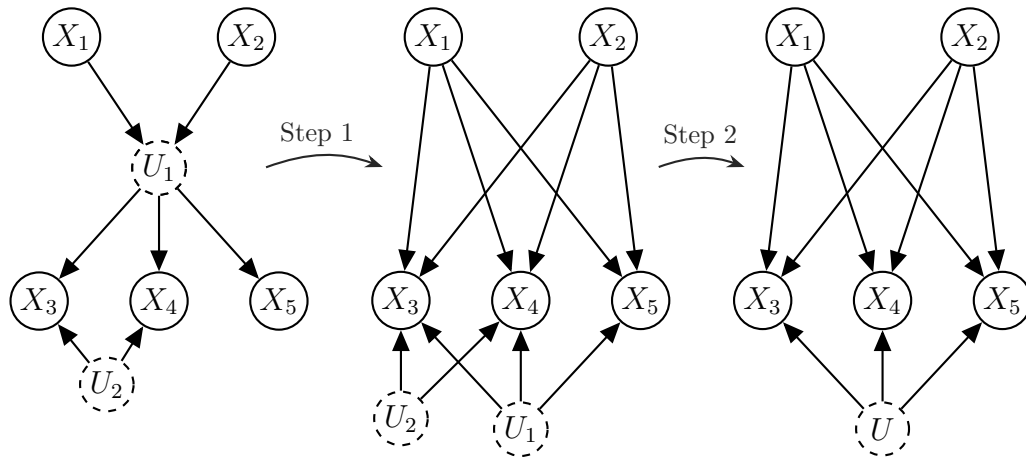 X1 X2 X1 X2 X1 X2
Step 1 Step 2
U1
X3 X4 X5 X3 X4 X5 X3 X4 X5
U2 U2 U1 U